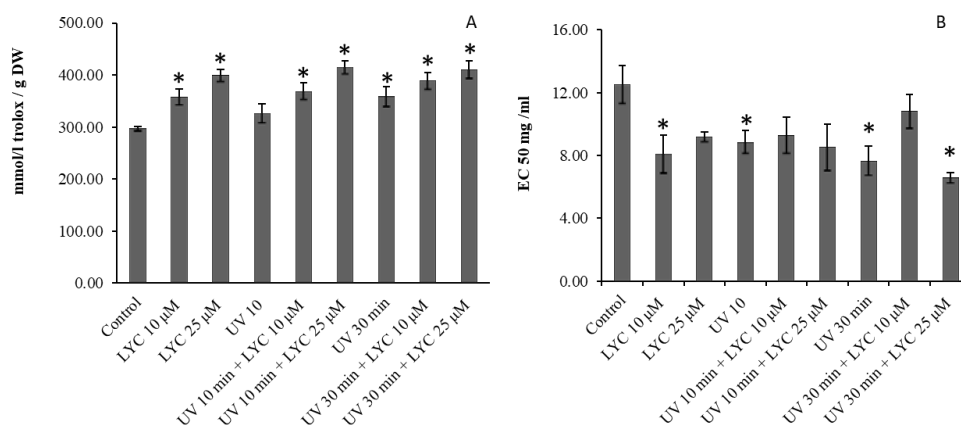 A
mmol/l trolox / g DW
500.00
400.00
300.00
200.00
100.00
0.00
*
*
*
*
*
*
*
Control
LYC 10 µM
LYC 25 µM
UV 10
UV 10 min + LYC 10 µM
UV 10 min + LYC 25 µM
UV 30 min
UV 30 min + LYC 10 µM
UV 30 min + LYC 25 µM
B
EC 50 mg /ml
16.00
12.00
8.00
4.00
0.00
*
*
*
*
Control
LYC 10 µM
LYC 25 µM
UV 10
UV 10 min + LYC 10 µM
UV 10 min + LYC 25 µM
UV 30 min
UV 30 min + LYC 10 µM
UV 30 min + LYC 25 µM